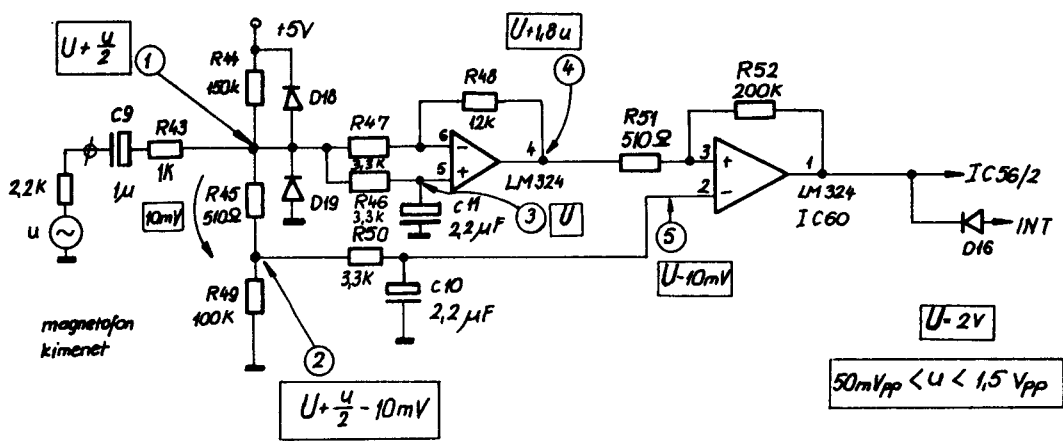 U+ u/2
1
+5V
R44
150k
D18
C9
1µ
R43
1K
2,2K
u
10mV
R45
510Ω
D19
R47
3,3K
R46
3,3K
R48
12K
6
5
4
LM324
U+1,8u
4
C11
2,2µF
3
U
R50
3,3K
C10
2,2µF
R49
100K
2
U+ u/2 -10mV
magnetofon
kimenet
R51
510Ω
R52
200K
3
2
1
LM324
IC60
5
U-10mV
IC56/2
INT
D16
U=2V
50mVpp < u < 1,5 Vpp